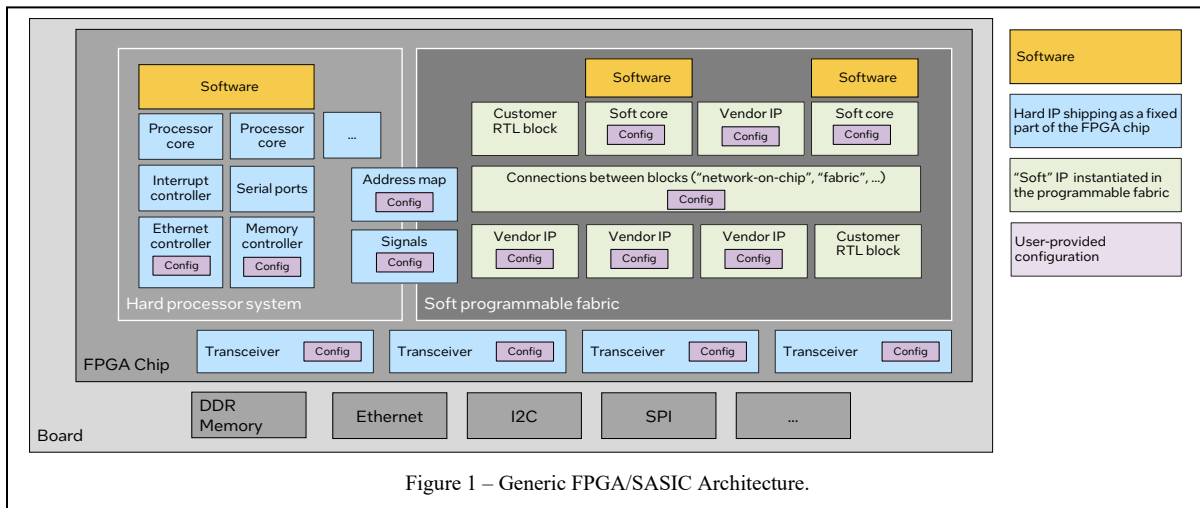 Software
Processor
core
Processor
core
...
Interrupt
controller
Serial ports
Ethernet
controller
Config
Memory
controller
Config
Address map
Config
Signals
Config
Hard processor system
Software
Software
Customer
RTL block
Soft core
Config
Vendor IP
Config
Soft core
Config
Connections between blocks (“network-on-chip”, “fabric”, ...)
Config
Vendor IP
Config
Vendor IP
Config
Vendor IP
Config
Customer
RTL block
Soft programmable fabric
Transceiver
Config
Transceiver
Config
Transceiver
Config
Transceiver
Config
FPGA Chip
DDR
Memory
Ethernet
I2C
SPI
...
Board
Software
Hard IP shipping as a fixed
part of the FPGA chip
“Soft” IP instantiated in
the programmable fabric
User-provided
configuration
Figure 1 – Generic FPGA/SASIC Architecture.